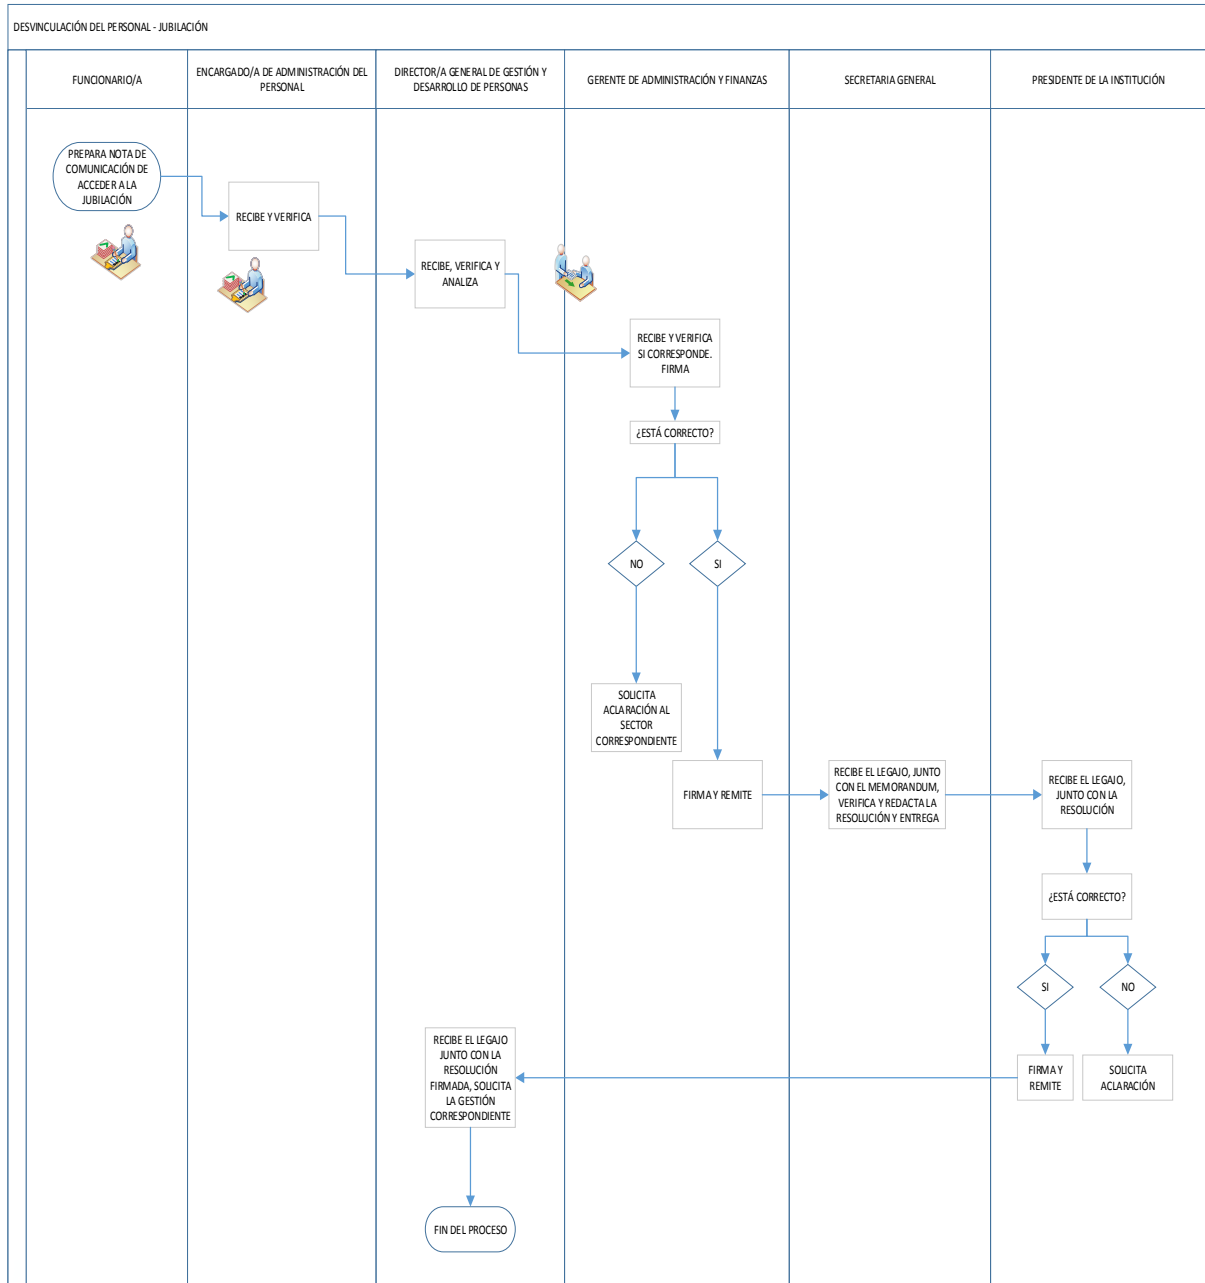 DESVINCULACIÓN DEL PERSONAL - JUBILACIÓN
FUNCIONARIO/A
ENCARGADO/A DE ADMINISTRACIÓN DEL
PERSONAL
DIRECTOR/A GENERAL DE GESTIÓN Y
DESARROLLO DE PERSONAS
GERENTE DE ADMINISTRACIÓN Y FINANZAS
SECRETARIA GENERAL
PRESIDENTE DE LA INSTITUCIÓN
PREPARA NOTA DE
COMUNICACIÓN DE
ACCEDER A LA
JUBILACIÓN
RECIBE Y VERIFICA
RECIBE, VERIFICA Y
ANALIZA
RECIBE Y VERIFICA
SI CORRESPONDE.
FIRMA
¿ESTÁ CORRECTO?
NO
SI
SOLICITA
ACLARACIÓN AL
SECTOR
CORRESPONDIENTE
FIRMA Y REMITE
RECIBE EL LEGAJO, JUNTO
CON EL MEMORANDUM,
VERIFICA Y REDACTA LA
RESOLUCIÓN Y ENTREGA
RECIBE EL LEGAJO,
JUNTO CON LA
RESOLUCIÓN
¿ESTÁ CORRECTO?
SI
NO
FIRMA Y
REMITE
SOLICITA
ACLARACIÓN
RECIBE EL LEGAJO
JUNTO CON LA
RESOLUCIÓN
FIRMADA, SOLICITA
LA GESTIÓN
CORRESPONDIENTE
FIN DEL PROCESO